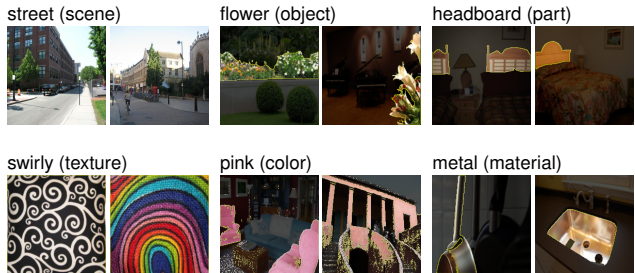 street (scene)
flower (object)
headboard (part)
swirly (texture)
pink (color)
metal (material)